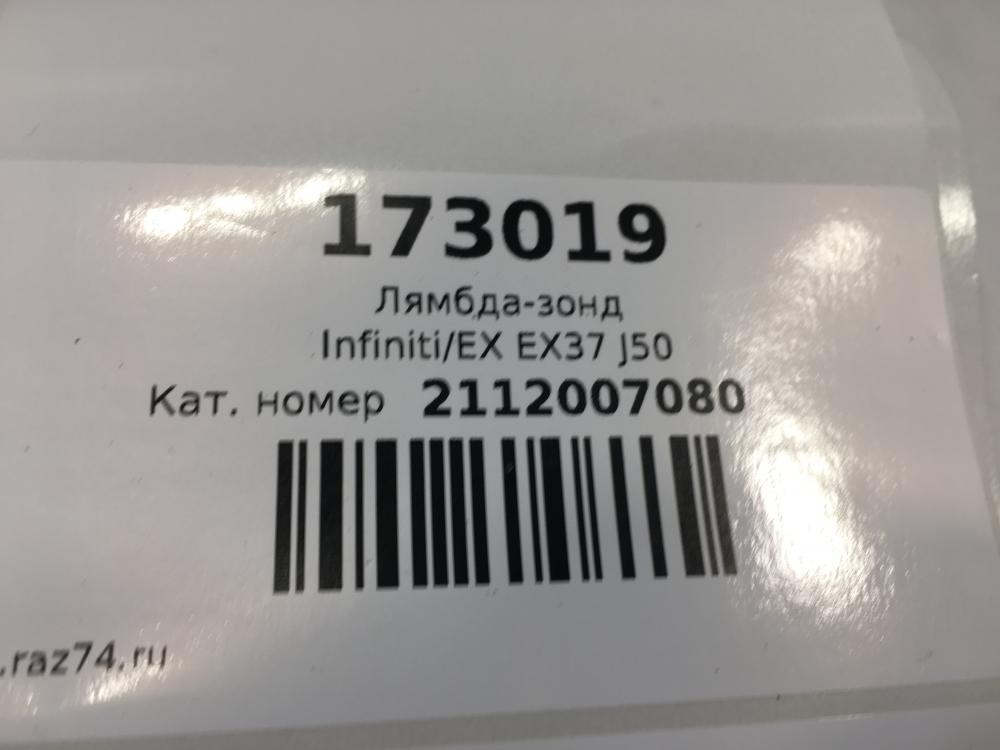 173019
Лямбда-зонд
Infiniti/EX EX37 J50
Кат. номер 2112007080
.raz74.ru